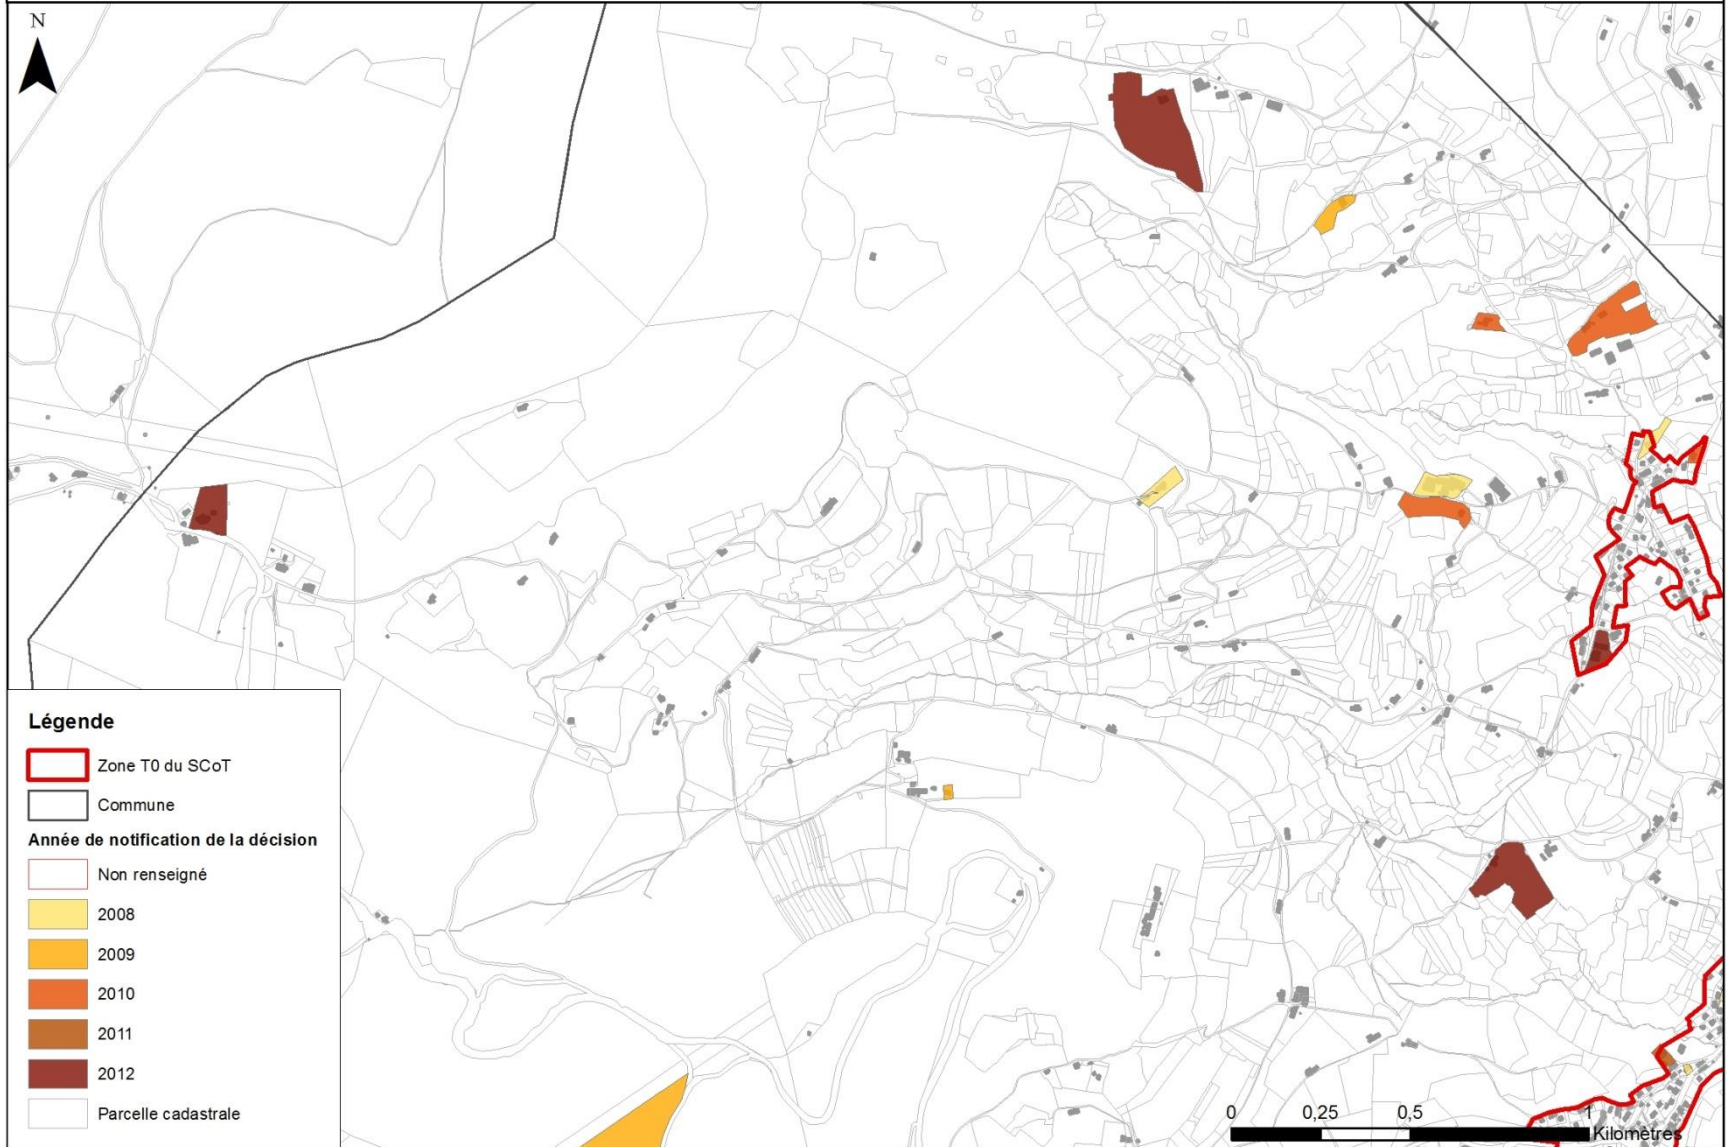 N
Légende
Zone T0 du SCoT
Commune
Année de notification de la décision
Non renseigné
2008
2009
2010
2011
2012
Parcelle cadastrale
0 0,25 0,5 1
Kilomètres